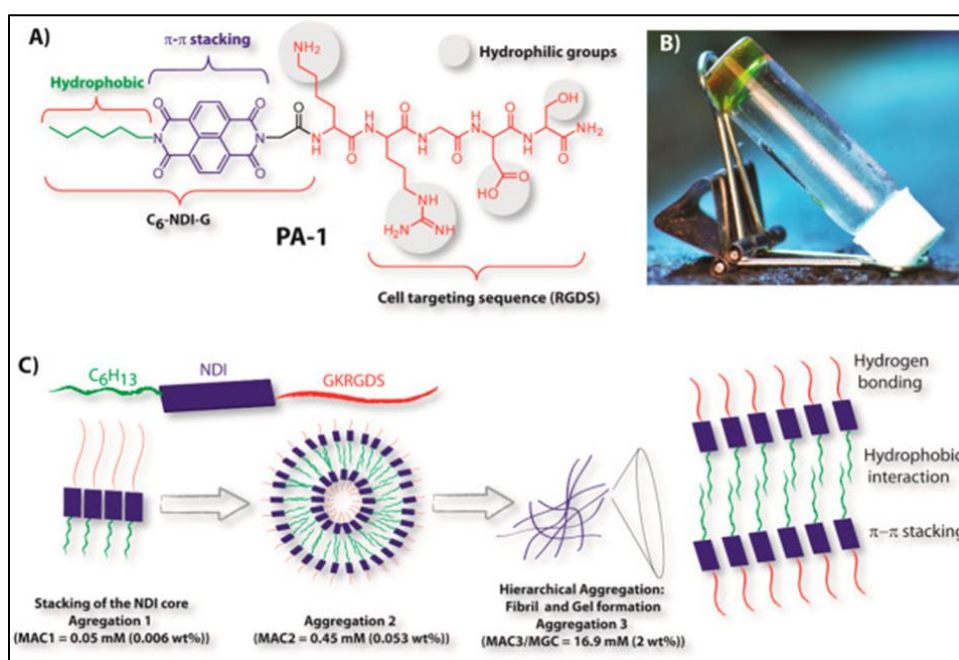 A)
π-π stacking
Hydrophobic
NH₂
Hydrophilic groups
O
O
N
N
O
O
O
N
H
O
H
N
O
N
H
O
H
N
O
N
H
OH
NH₂
O
O
HO
NH
H₂N
NH
C₆-NDI-G
PA-1
Cell targeting sequence (RGDS)
B)
C)
C₆H₁₃
NDI
GKRGDS
Hydrogen
bonding
Hydrophobic
interaction
π–π stacking
Stacking of the NDI core
Agregation 1
(MAC1 = 0.05 mM (0.006 wt%))
Aggregation 2
(MAC2 = 0.45 mM (0.053 wt%))
Hierarchical Aggregation:
Fibril and Gel formation
Aggregation 3
(MAC3/MGC = 16.9 mM (2 wt%))